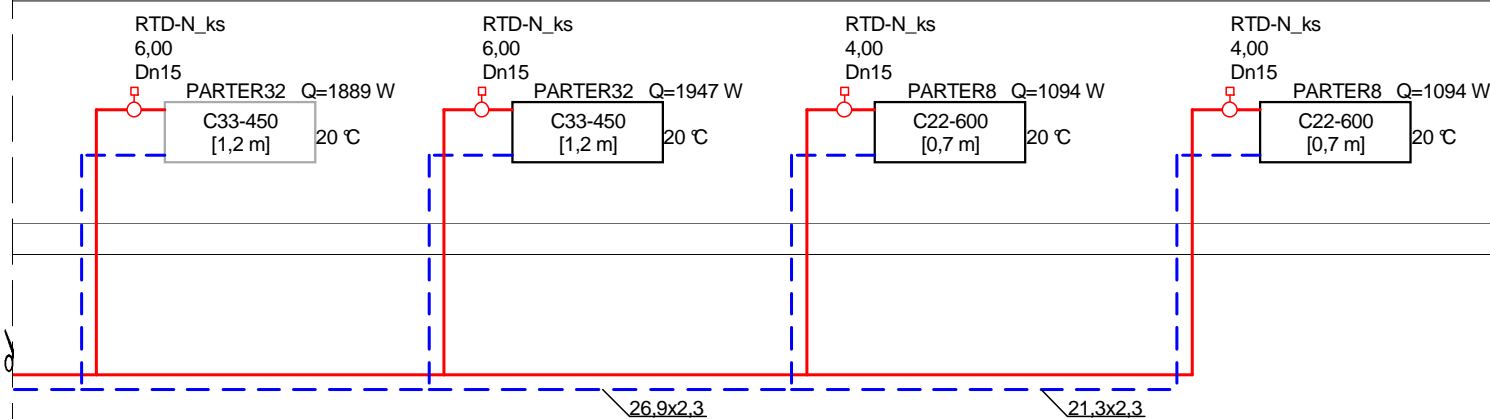 RTD-N_ks
6,00
Dn15
PARTER32 Q=1889 W
C33-450
[1,2 m]
20 °C
RTD-N_ks
6,00
Dn15
PARTER32 Q=1947 W
C33-450
[1,2 m]
20 °C
RTD-N_ks
4,00
Dn15
PARTER8 Q=1094 W
C22-600
[0,7 m]
20 °C
RTD-N_ks
4,00
Dn15
PARTER8 Q=1094 W
C22-600
[0,7 m]
20 °C
26,9x2,3
21,3x2,3